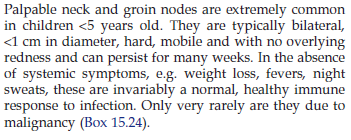 Palpable neck and groin nodes are extremely common
in children <5 years old. They are typically bilateral,
<1 cm in diameter, hard, mobile and with no overlying
redness and can persist for many weeks. In the absence
of systemic symptoms, e.g. weight loss, fevers, night
sweats, these are invariably a normal, healthy immune
response to infection. Only very rarely are they due to
malignancy (Box 15.24).